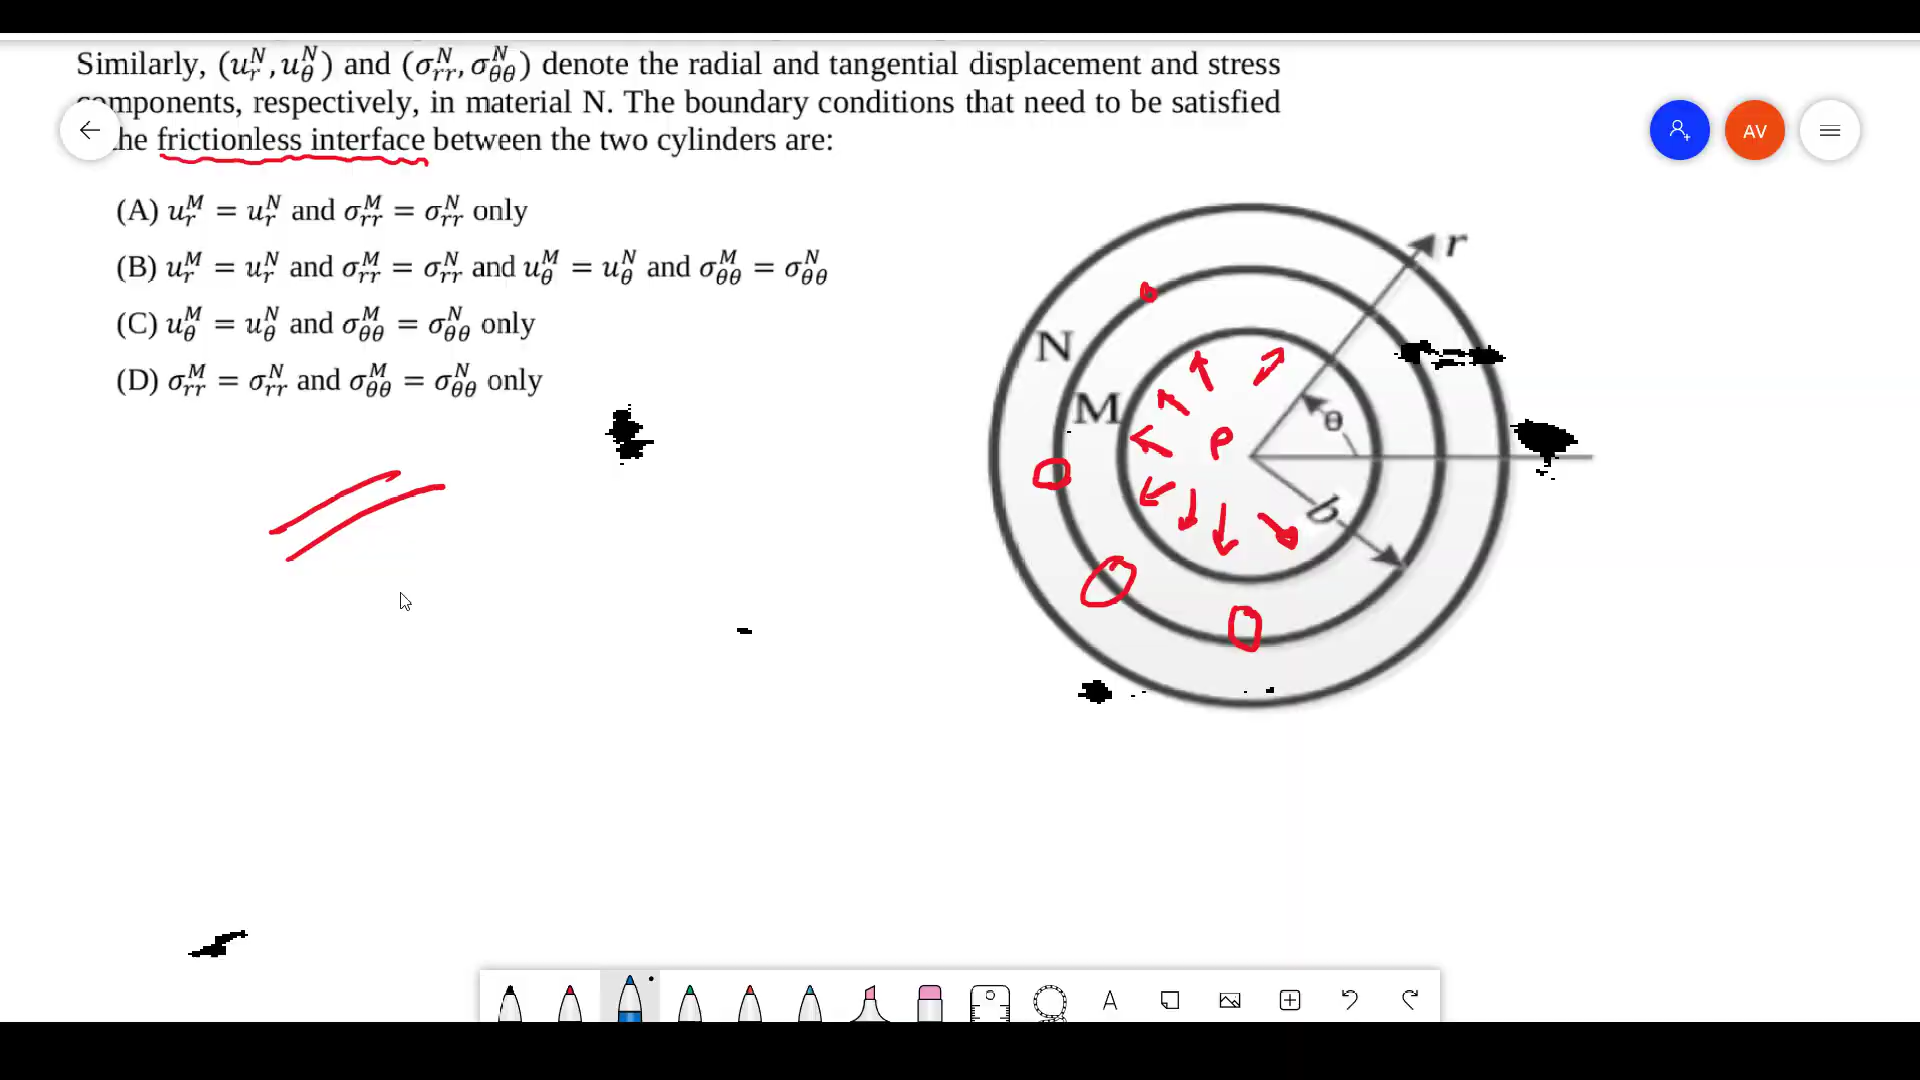 Similarly, (u_r^N, u_θ^N) and (σ_rr^N, σ_θθ^N) denote the radial and tangential displacement and stress
components, respectively, in material N. The boundary conditions that need to be satisfied
the frictionless interface between the two cylinders are:
(A) u_r^M = u_r^N and σ_rr^M = σ_rr^N only
(B) u_r^M = u_r^N and σ_rr^M = σ_rr^N and u_θ^M = u_θ^N and σ_θθ^M = σ_θθ^N
(C) u_θ^M = u_θ^N and σ_θθ^M = σ_θθ^N only
(D) σ_rr^M = σ_rr^N and σ_θθ^M = σ_θθ^N only
AV
r
N
M
θ
P
b
A